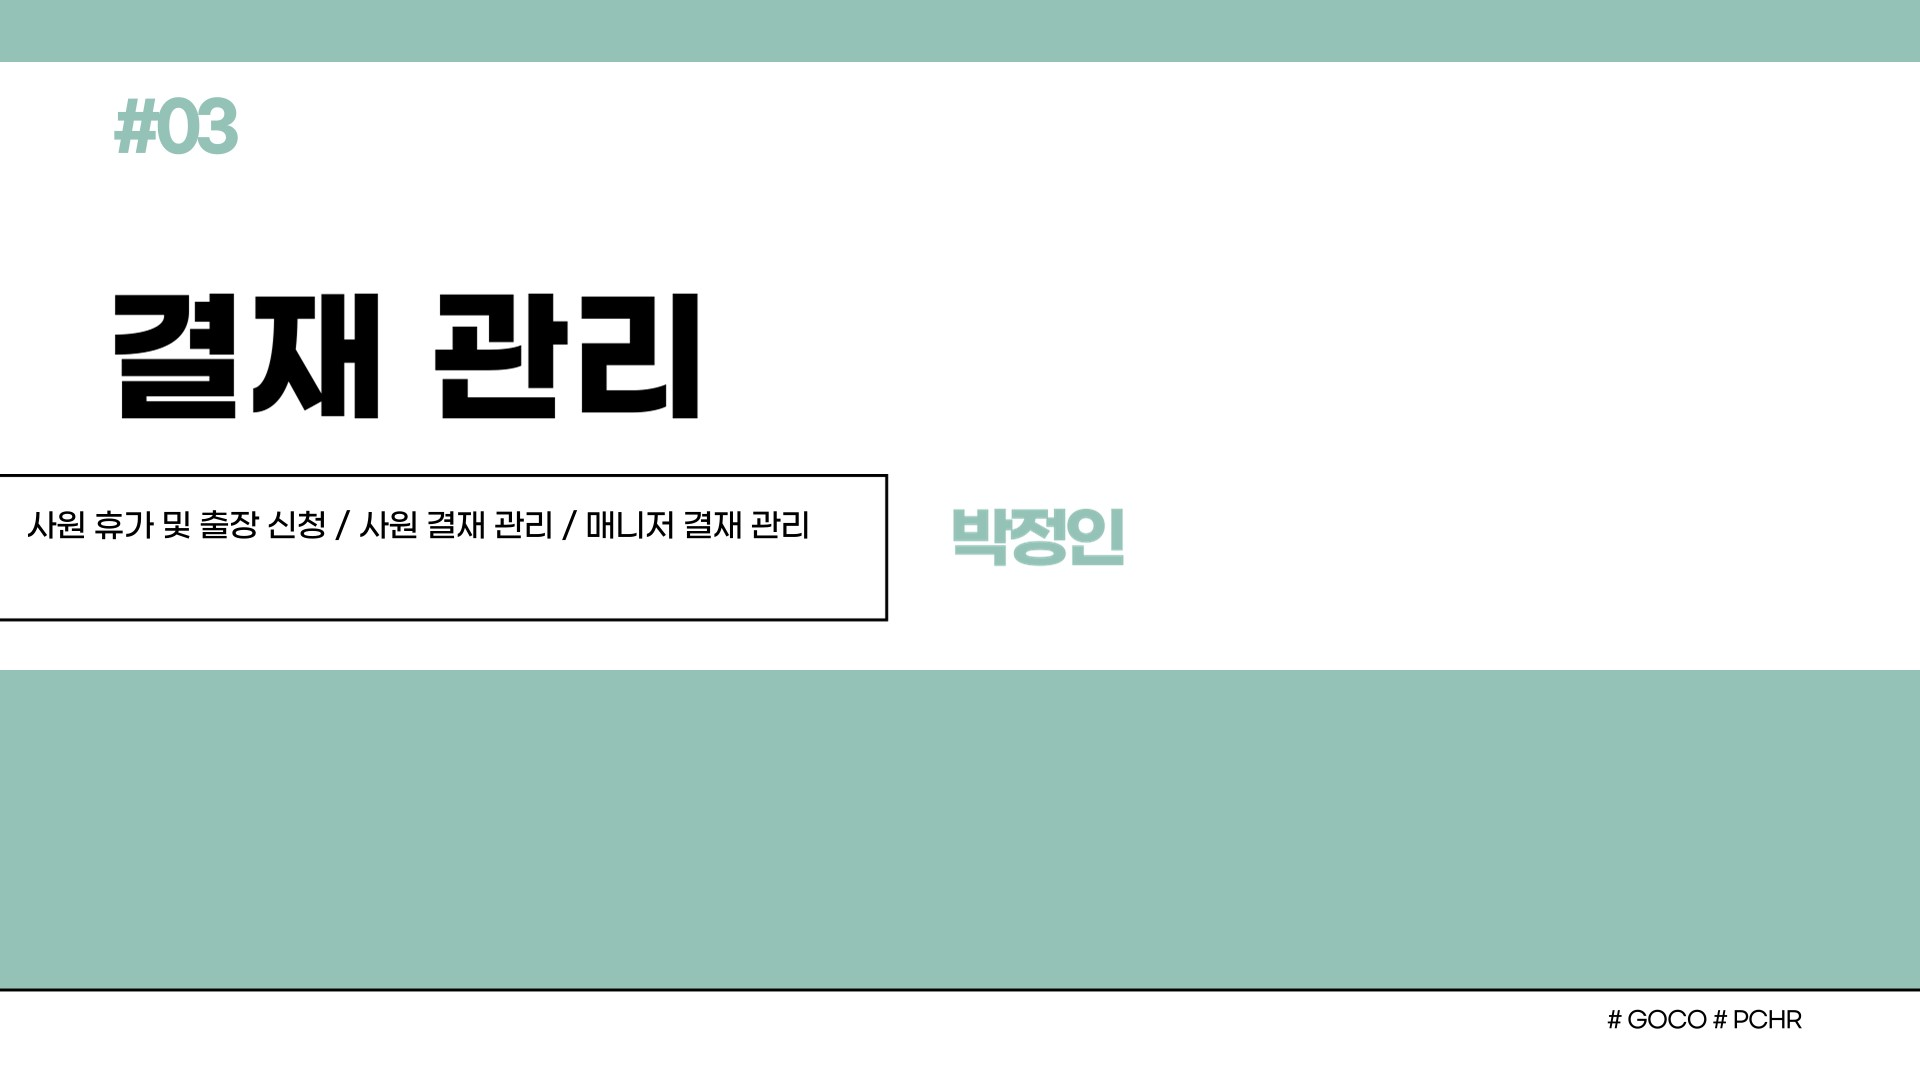 #03
결재 관리
사원 휴가 및 출장 신청 / 사원 결재 관리 / 매니저 결재 관리
박정인
# GOCO # PCHR